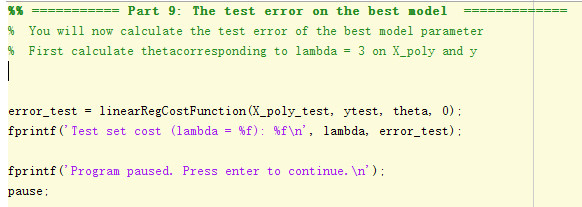 %% =========== Part 9: The test error on the best model =============
%  You will now calculate the test error of the best model parameter
%  First calculate thetacorresponding to lambda = 3 on X_poly and y
error_test = linearRegCostFunction(X_poly_test, ytest, theta, 0);
fprintf('Test set cost (lambda = %f): %f\n', lambda, error_test);
fprintf('Program paused. Press enter to continue.\n');
pause;